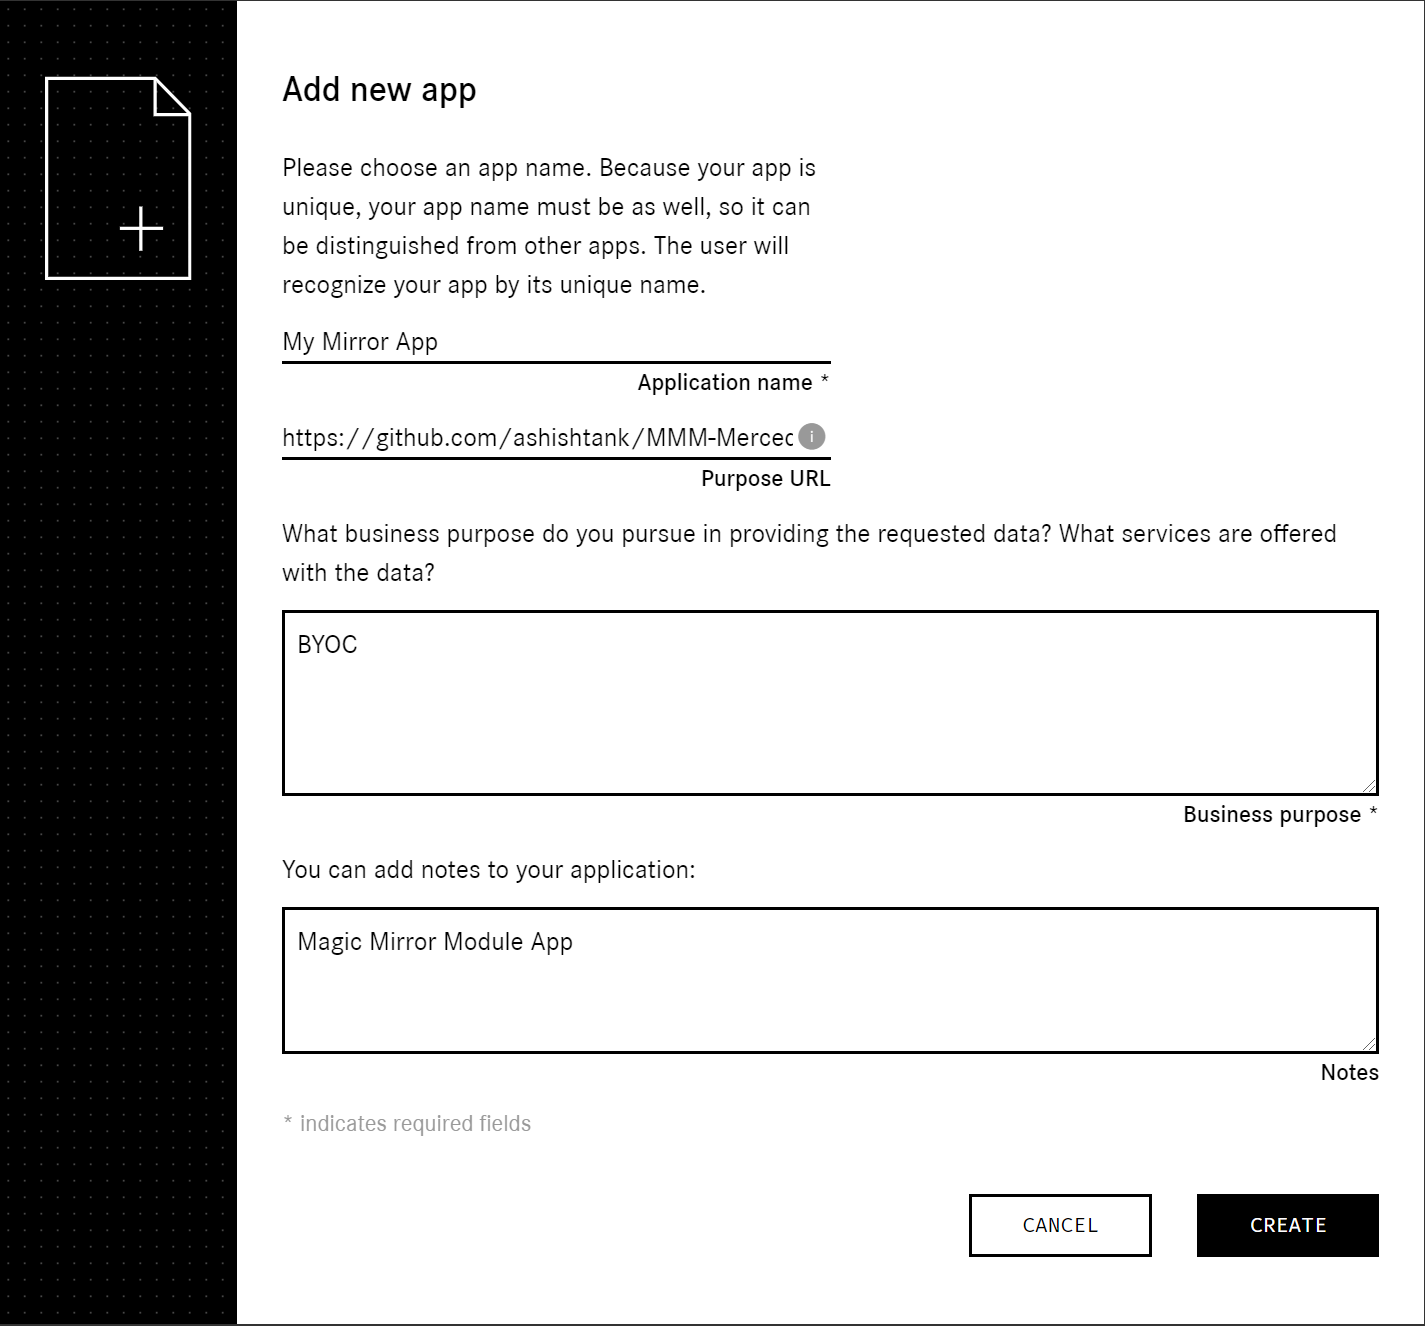 Add new app
Please choose an app name. Because your app is
unique, your app name must be as well, so it can
be distinguished from other apps. The user will
recognize your app by its unique name.
My Mirror App
Application name *
https://github.com/ashishtank/MMM-Merced
i
Purpose URL
What business purpose do you pursue in providing the requested data? What services are offered
with the data?
BYOC
Business purpose *
You can add notes to your application:
Magic Mirror Module App
Notes
* indicates required fields
CANCEL
CREATE